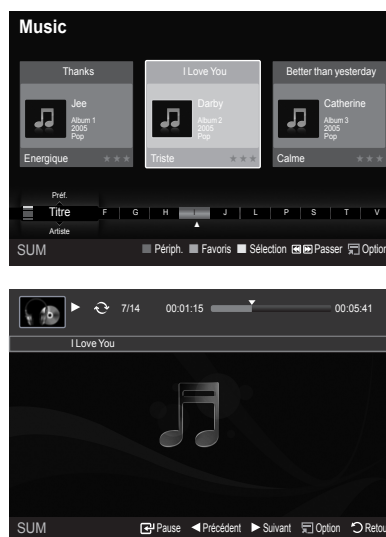 Music
Thanks I Love You Better than yesterday
Jee Darby Catherine
Album 1 Album 2 Album 3
2005 2005 2005
Pop Pop Pop
Energique Triste Calme
Préf.
Titre F G H I J L P S T V
Artiste
SUM Périph. Favoris Sélection Passer Option
7/14 00:01:15 00:05:41
I Love You
SUM Pause Précédent Suivant Option Retou